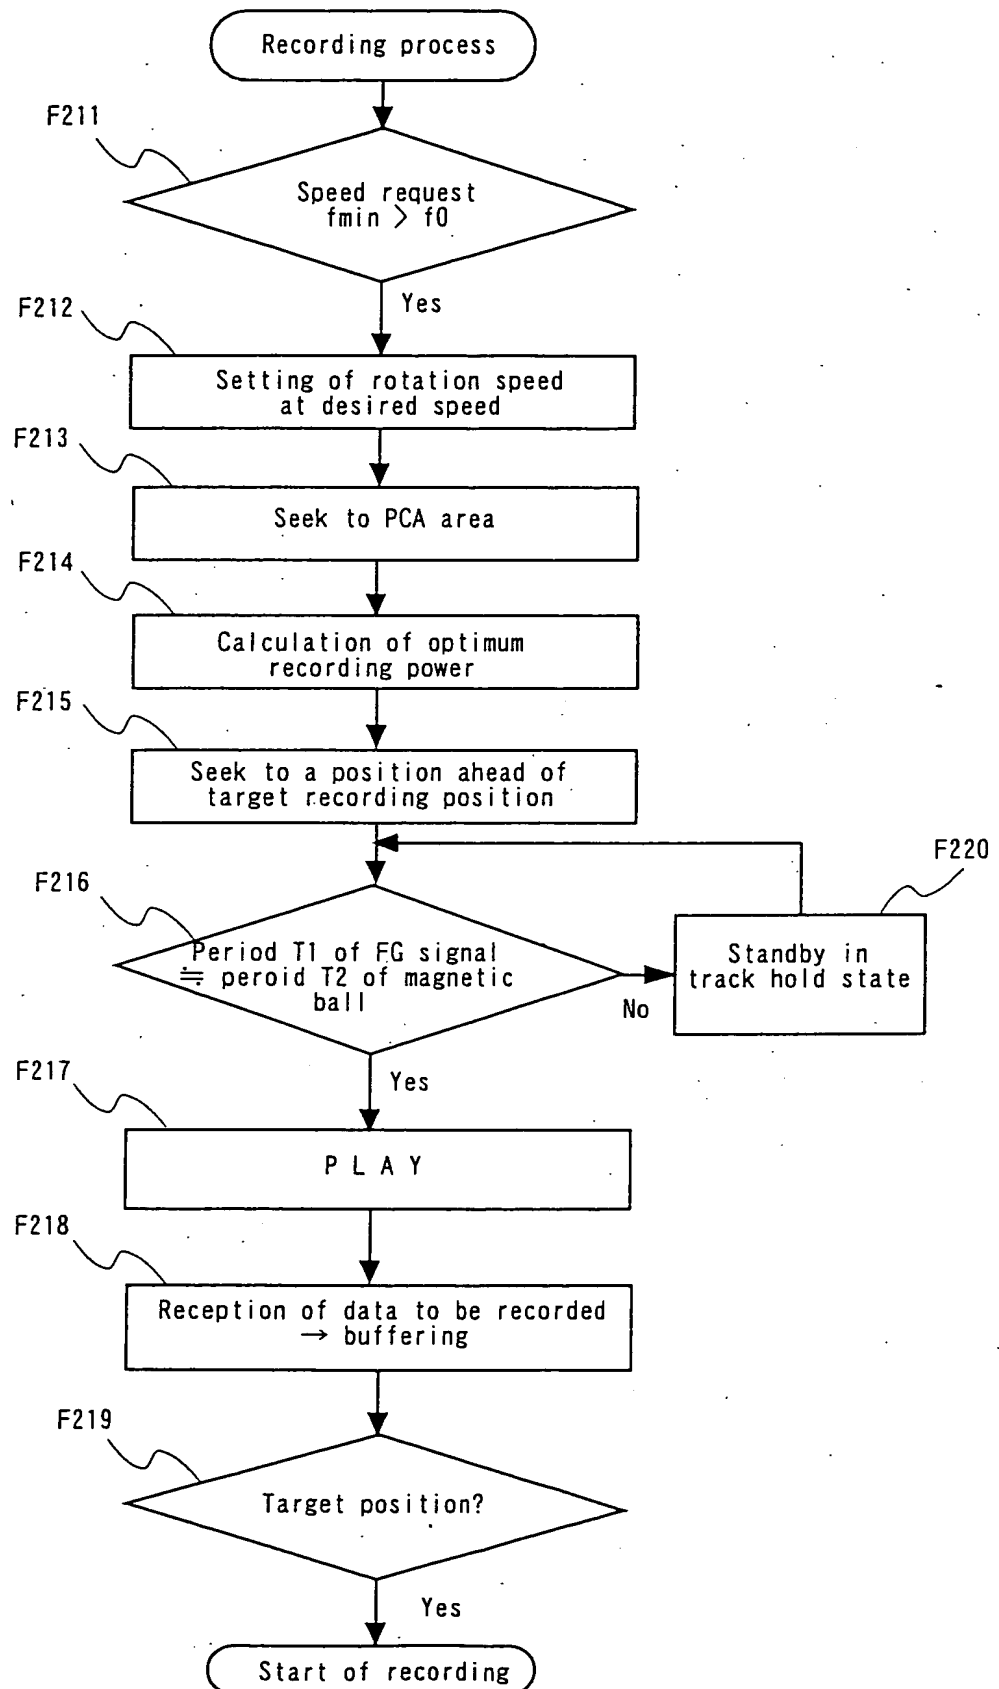 Recording process
F211
Speed request
fmin > f0
Yes
F212
Setting of rotation speed
at desired speed
F213
Seek to PCA area
F214
Calculation of optimum
recording power
F215
Seek to a position ahead of
target recording position
F220
F216
Period T1 of FG signal
≒ peroid T2 of magnetic
ball
Standby in
track hold state
No
F217
Yes
P L A Y
F218
Reception of data to be recorded
→ buffering
F219
Target position?
Yes
Start of recording